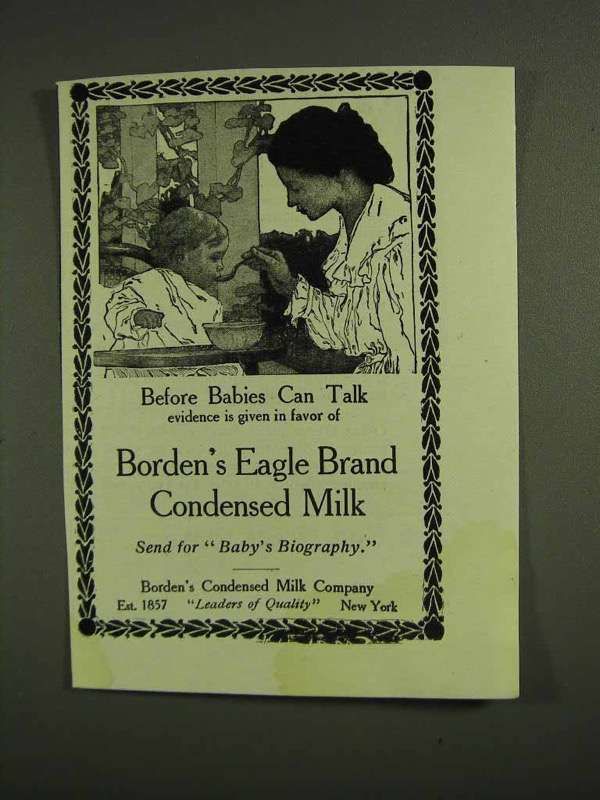 Before Babies Can Talk
evidence is given in favor of
Borden's Eagle Brand
Condensed Milk
Send for "Baby's Biography."
Borden's Condensed Milk Company
Est. 1857 "Leaders of Quality" New York